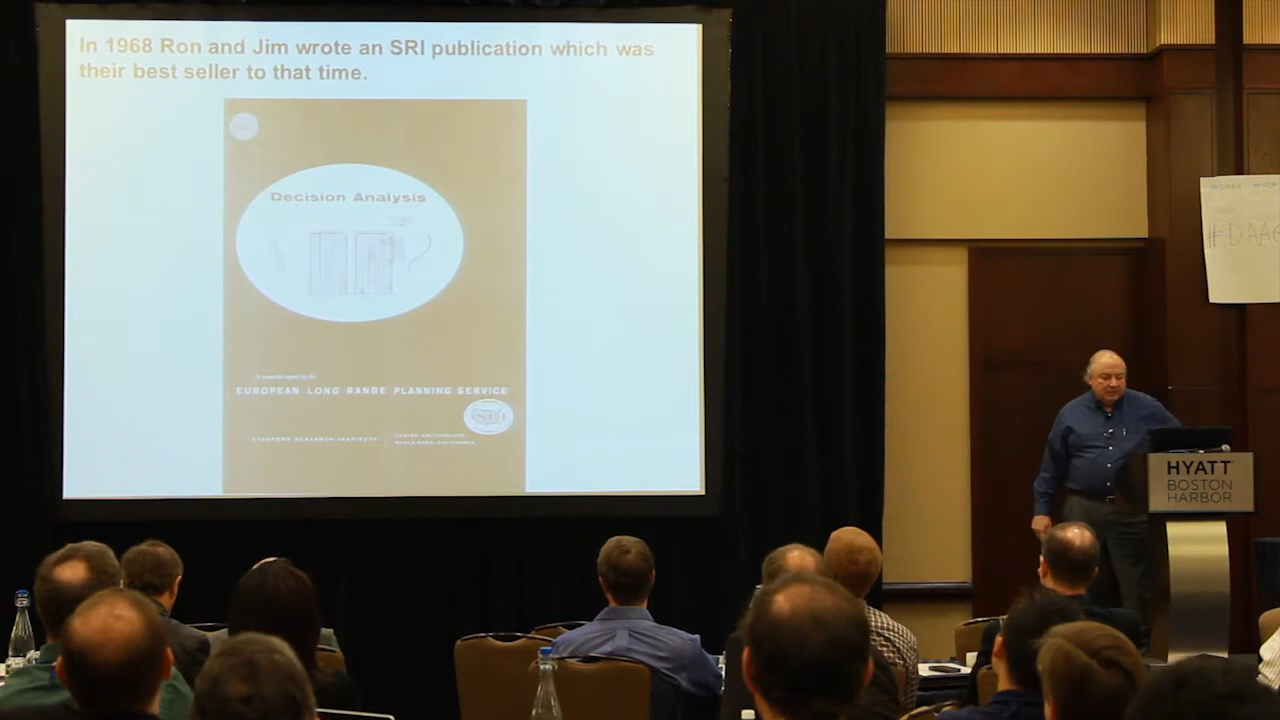 In 1968 Ron and Jim wrote an SRI publication which was
their best seller to that time.
Decision Analysis
EUROPEAN LONG RANGE PLANNING SERVICE
SRI
STANFORD RESEARCH INSTITUTE
HYATT
BOSTON
HARBOR